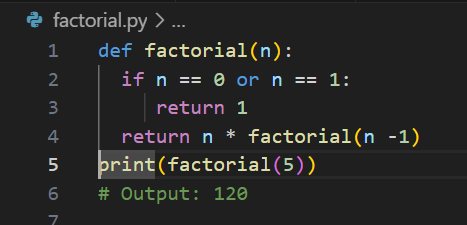 factorial.py > ...
1 def factorial(n):
2   if n == 0 or n == 1:
3     return 1
4   return n * factorial(n -1)
5 print(factorial(5))
6 # Output: 120
7